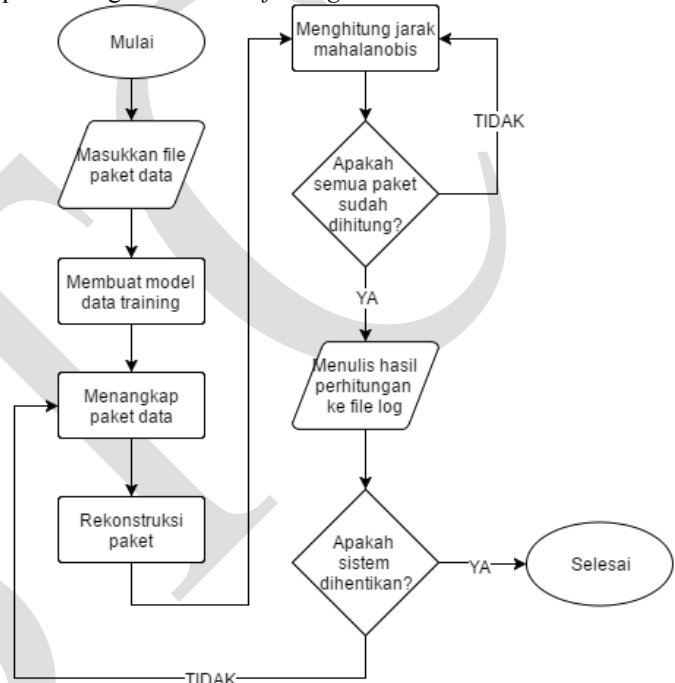 Mulai
Masukkan file
paket data
Membuat model
data training
Menangkap
paket data
Rekonstruksi
paket
Menghitung jarak
mahalanobis
TIDAK
Apakah
semua paket
sudah
dihitung?
YA
Menulis hasil
perhitungan
ke file log
Apakah
sistem
dihentikan?
YA
Selesai
TIDAK